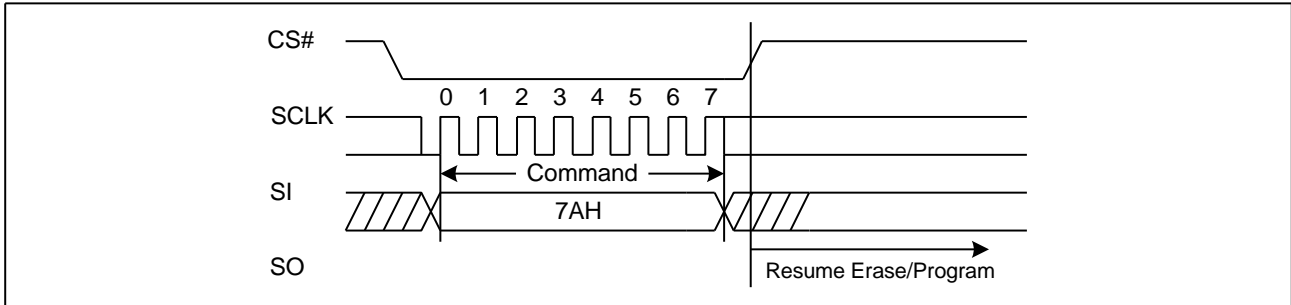 CS#
0 1 2 3 4 5 6 7
SCLK
Command
SI
7AH
SO
Resume Erase/Program